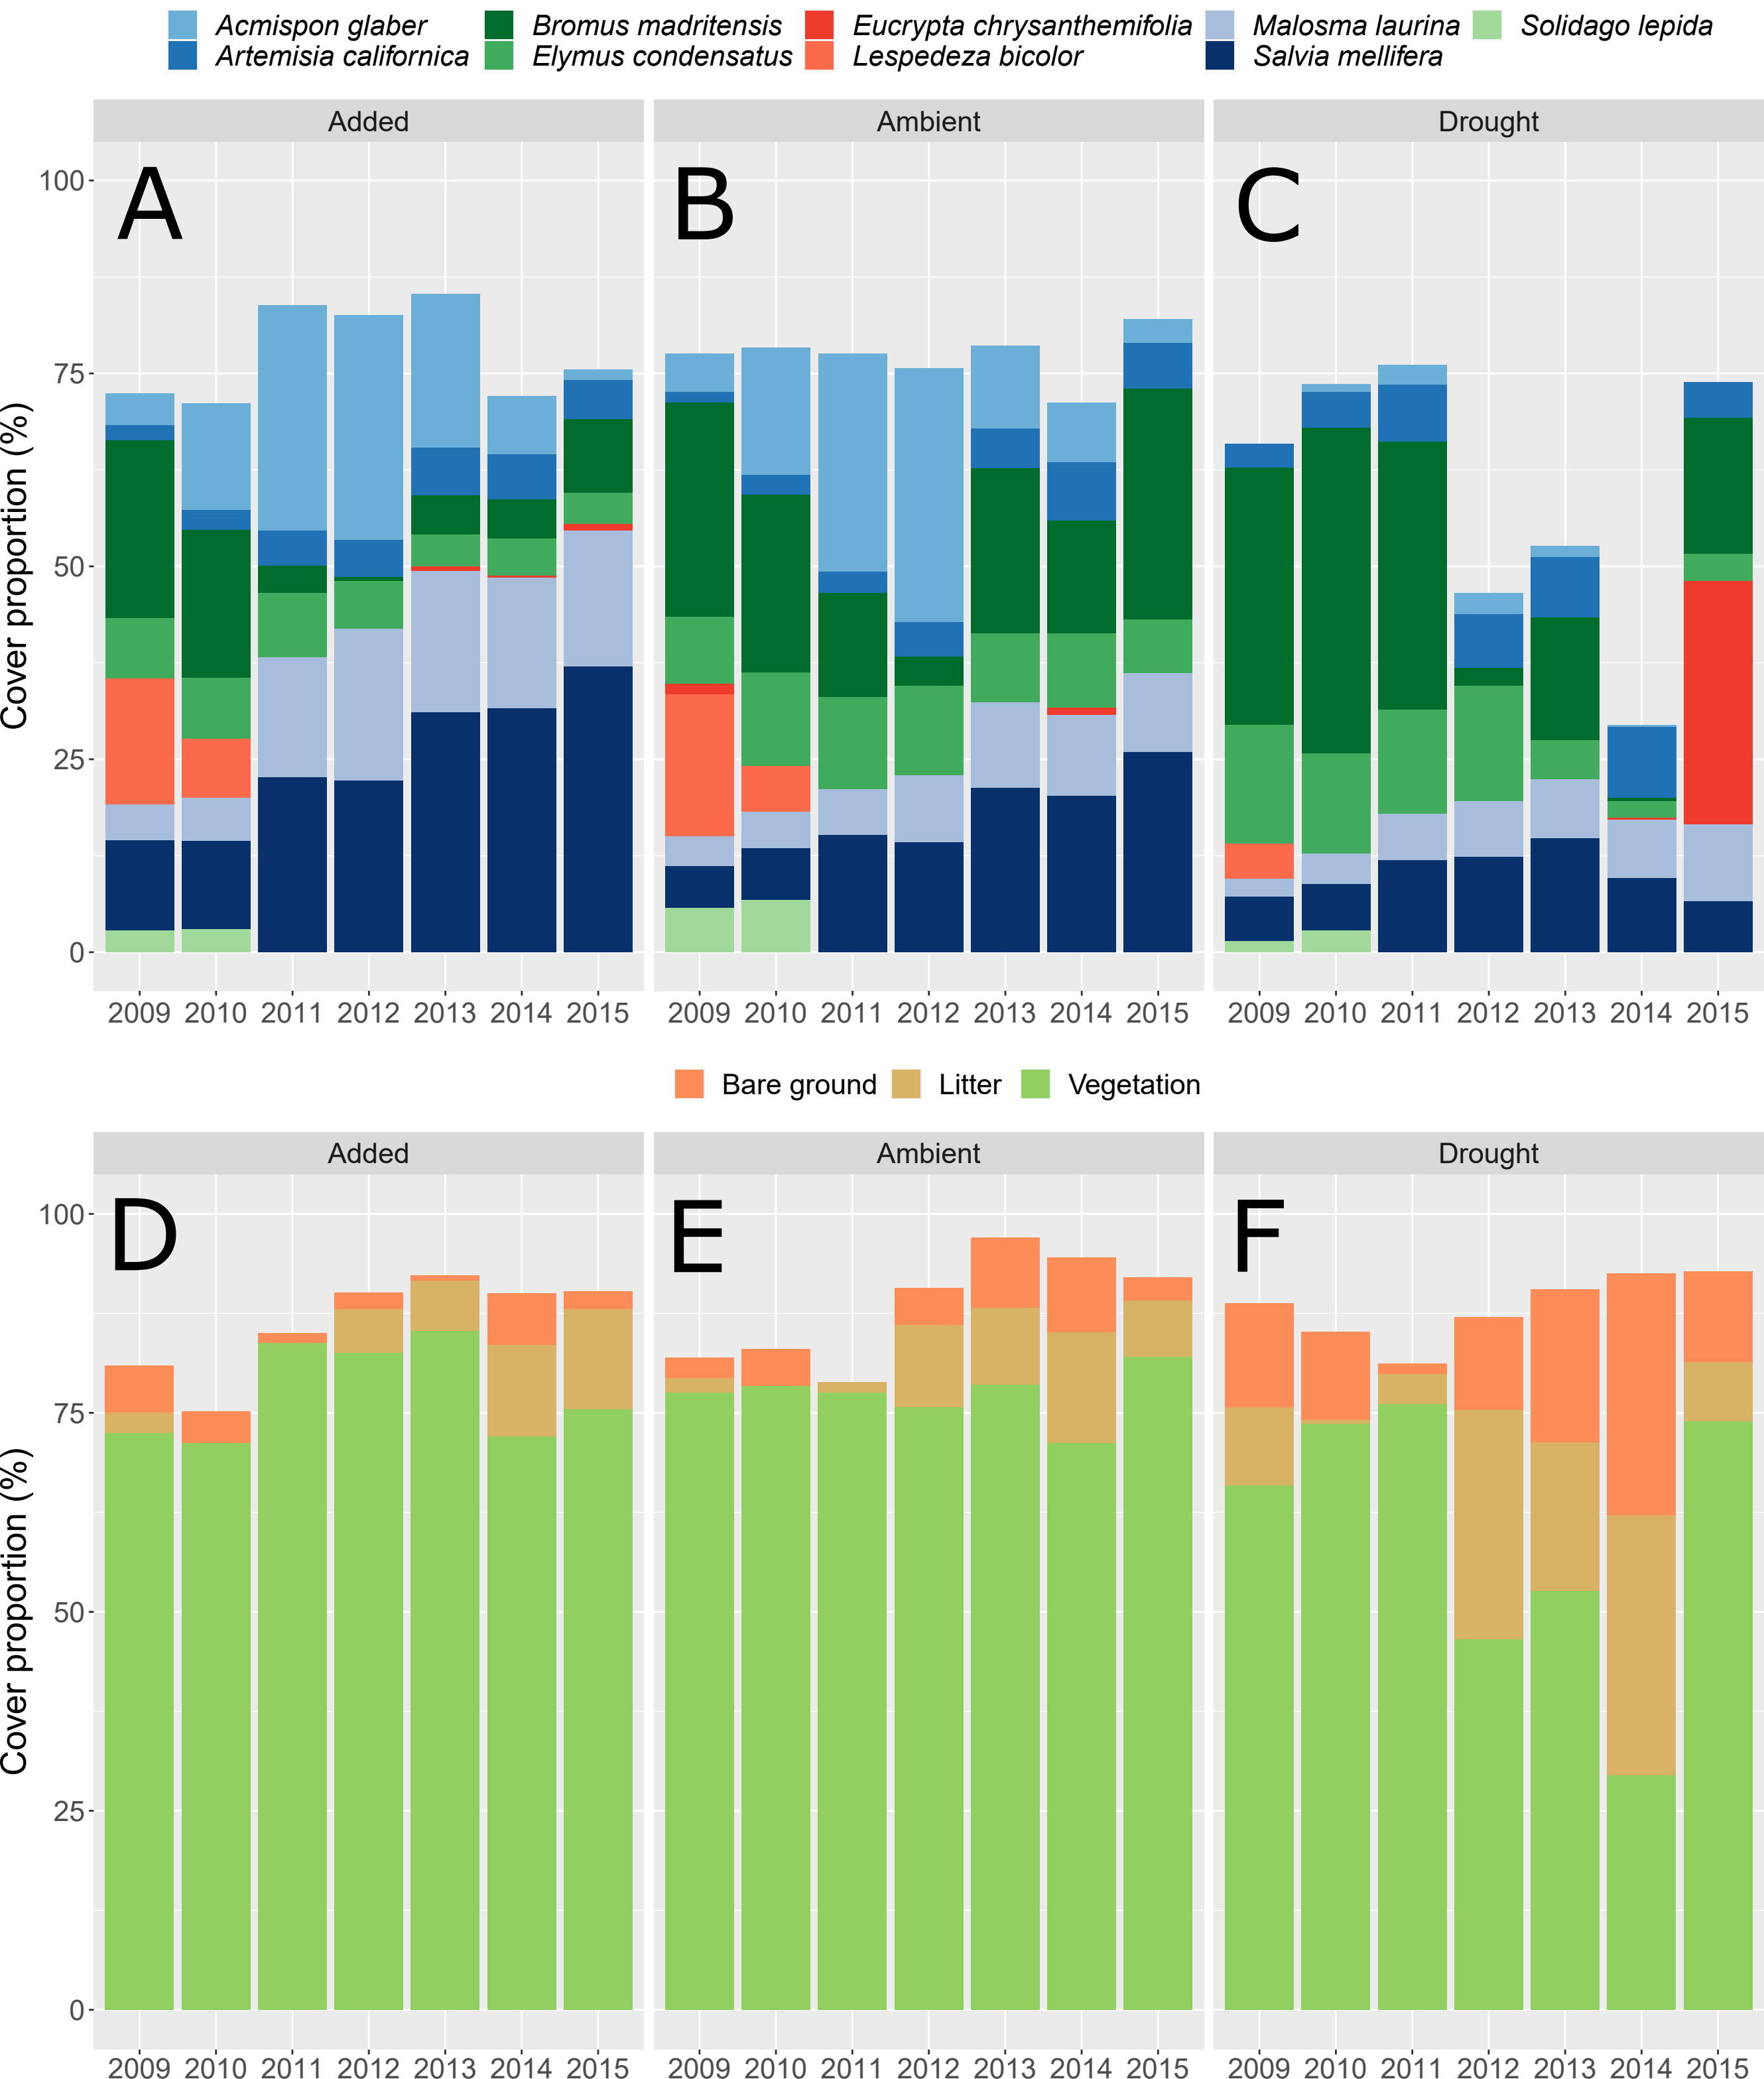 Acmispon glaber Bromus madritensis Eucrypta chrysanthemifolia Malosma laurina Solidago lepida
Artemisia californica Elymus condensatus Lespedeza bicolor Salvia mellifera
Added Ambient Drought
A B C
Cover proportion (%)
100
75
50
25
0
2009 2010 2011 2012 2013 2014 2015 2009 2010 2011 2012 2013 2014 2015 2009 2010 2011 2012 2013 2014 2015
Bare ground Litter Vegetation
Added Ambient Drought
D E F
Cover proportion (%)
100
75
50
25
0
2009 2010 2011 2012 2013 2014 2015 2009 2010 2011 2012 2013 2014 2015 2009 2010 2011 2012 2013 2014 2015